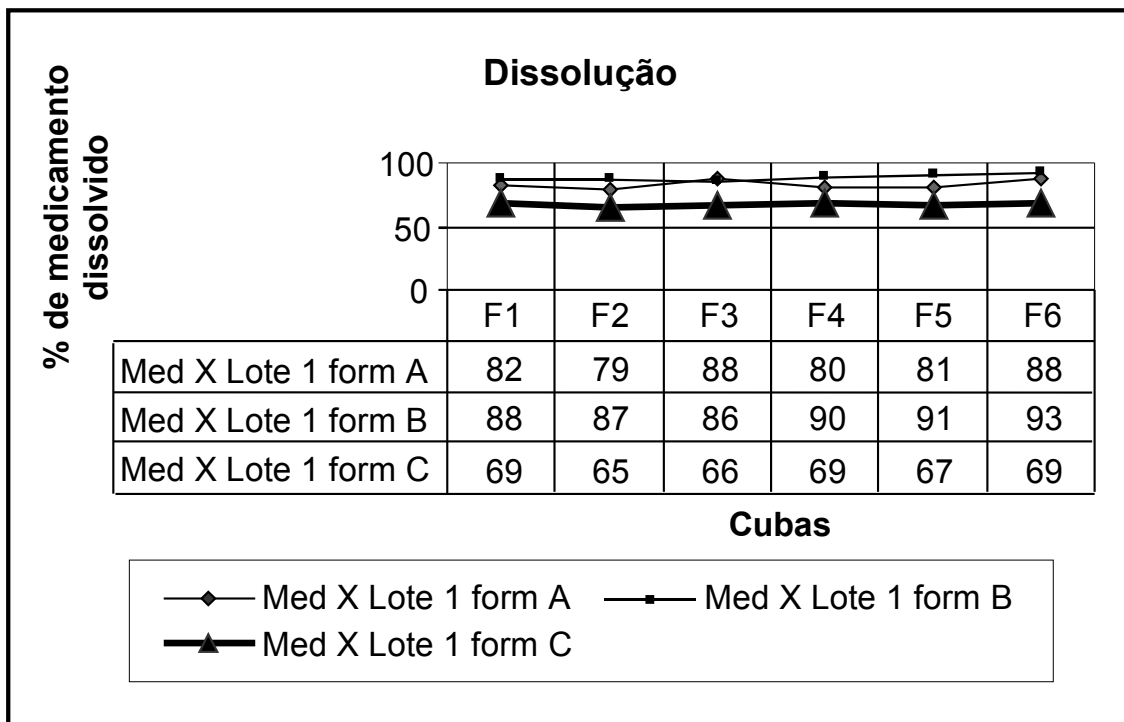 Dissolução
% de medicamento
dissolvido
100
50
0
F1 F2 F3 F4 F5 F6
Med X Lote 1 form A 82 79 88 80 81 88
Med X Lote 1 form B 88 87 86 90 91 93
Med X Lote 1 form C 69 65 66 69 67 69
Cubas
Med X Lote 1 form A Med X Lote 1 form B
Med X Lote 1 form C